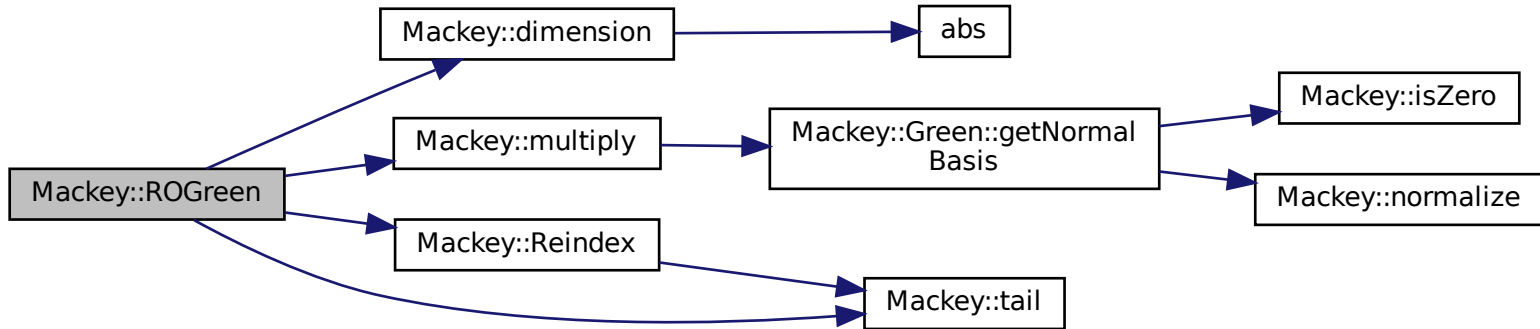 Mackey::ROGreen
Mackey::dimension
abs
Mackey::multiply
Mackey::Green::getNormal
Basis
Mackey::isZero
Mackey::normalize
Mackey::Reindex
Mackey::tail